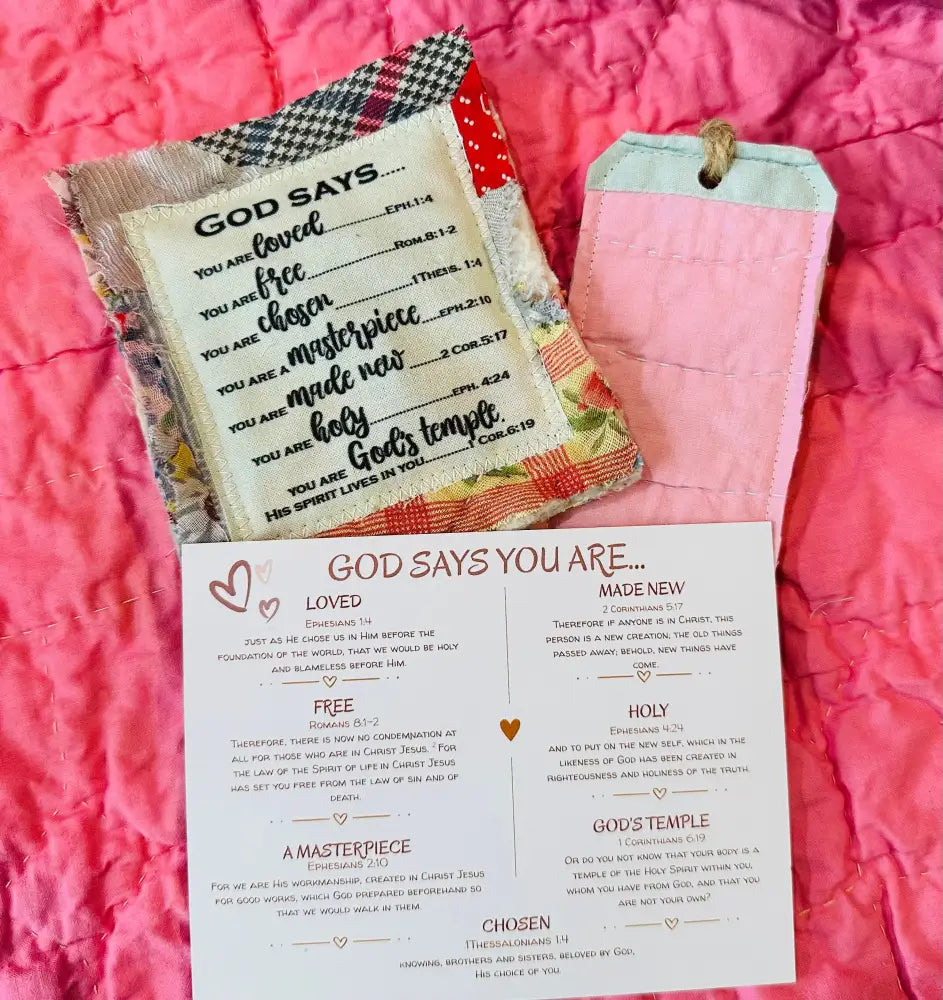 GOD SAYS....
YOU ARE loved...............EPH.1:4
YOU ARE free....................ROM.8:1-2
YOU ARE chosen..................1THESS. 1:4
YOU ARE A masterpiece....EPH.2:10
YOU ARE made new.........2 COR.5:17
YOU ARE holy....................EPH. 4:24
YOU ARE God's temple.
HIS SPIRIT LIVES IN YOU..........1 COR.6:19
GOD SAYS YOU ARE...
LOVED
EPHESIANS 1:4
JUST AS HE CHOSE US IN HIM BEFORE THE
FOUNDATION OF THE WORLD, THAT WE WOULD BE HOLY
AND BLAMELESS BEFORE HIM.
FREE
ROMANS 8:1-2
THEREFORE, THERE IS NOW NO CONDEMNATION AT
ALL FOR THOSE WHO ARE IN CHRIST JESUS. 2 FOR
THE LAW OF THE SPIRIT OF LIFE IN CHRIST JESUS
HAS SET YOU FREE FROM THE LAW OF SIN AND OF
DEATH.
A MASTERPIECE
EPHESIANS 2:10
FOR WE ARE HIS WORKMANSHIP, CREATED IN CHRIST JESUS
FOR GOOD WORKS, WHICH GOD PREPARED BEFOREHAND SO
THAT WE WOULD WALK IN THEM.
MADE NEW
2 CORINTHIANS 5:17
THEREFORE IF ANYONE IS IN CHRIST, THIS
PERSON IS A NEW CREATION; THE OLD THINGS
PASSED AWAY; BEHOLD, NEW THINGS HAVE
COME.
HOLY
EPHESIANS 4:24
AND TO PUT ON THE NEW SELF, WHICH IN THE
LIKENESS OF GOD HAS BEEN CREATED IN
RIGHTEOUSNESS AND HOLINESS OF THE TRUTH.
GOD'S TEMPLE
1 CORINTHIANS 6:19
OR DO YOU NOT KNOW THAT YOUR BODY IS A
TEMPLE OF THE HOLY SPIRIT WITHIN YOU,
WHOM YOU HAVE FROM GOD, AND THAT YOU
ARE NOT YOUR OWN?
CHOSEN
1THESSALONIANS 1:4
KNOWING, BROTHERS AND SISTERS, BELOVED BY GOD,
HIS CHOICE OF YOU.